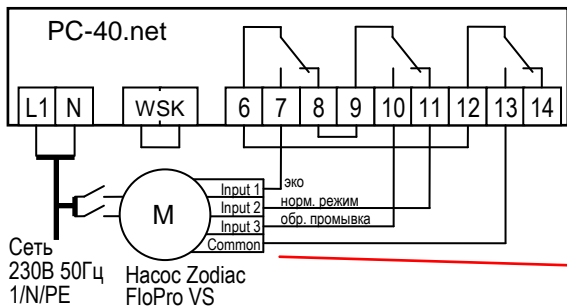 PC-40.net
L1 N WSK 6 7 8 9 10 11 12 13 14
Input 1 эко
Input 2 норм. режим
Input 3 обр. промывка
Common
M
Сеть
230В 50Гц
1/N/PE
Насос Zodiac
FloPro VS